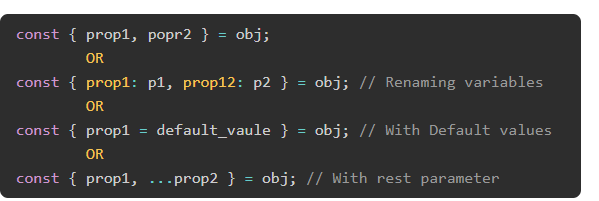 const { prop1, popr2 } = obj;
OR
const { prop1: p1, prop12: p2 } = obj; // Renaming variables
OR
const { prop1 = default_vaule } = obj; // With Default values
OR
const { prop1, ...prop2 } = obj; // With rest parameter